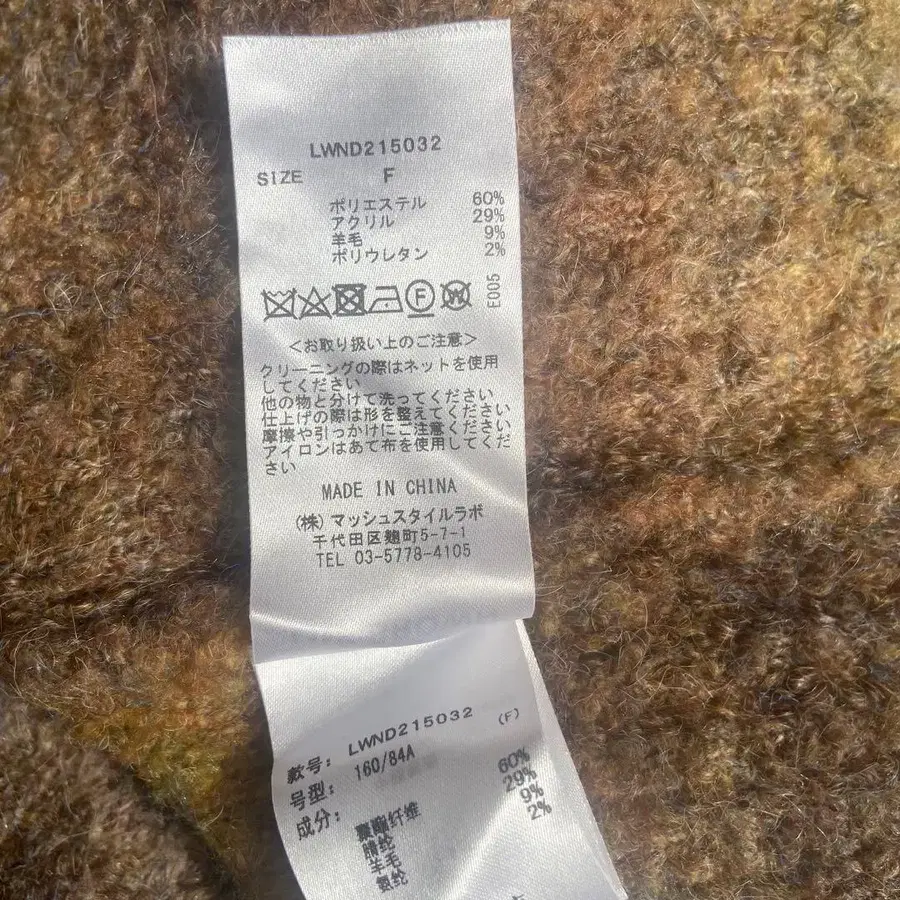 LWND215032
SIZE F
ポリエステル 60%
アクリル 29%
羊毛 9%
ポリウレタン 2%
F W E005
<お取り扱い上のご注意>
クリーニングの際はネットを使用
してください
他の物と分けて洗ってください
仕上げの際は形を整えてください
摩擦や引っかけにご注意ください
アイロンはあて布を使用してくだ
さい
MADE IN CHINA
(株)マッシュスタイルラボ
千代田区麹町5-7-1
TEL 03-5778-4105
款号: LWND215032 (F)
号型: 160/84A
成分: 60%
聚酯纤维 29%
腈纶 9%
羊毛 2%
氨纶